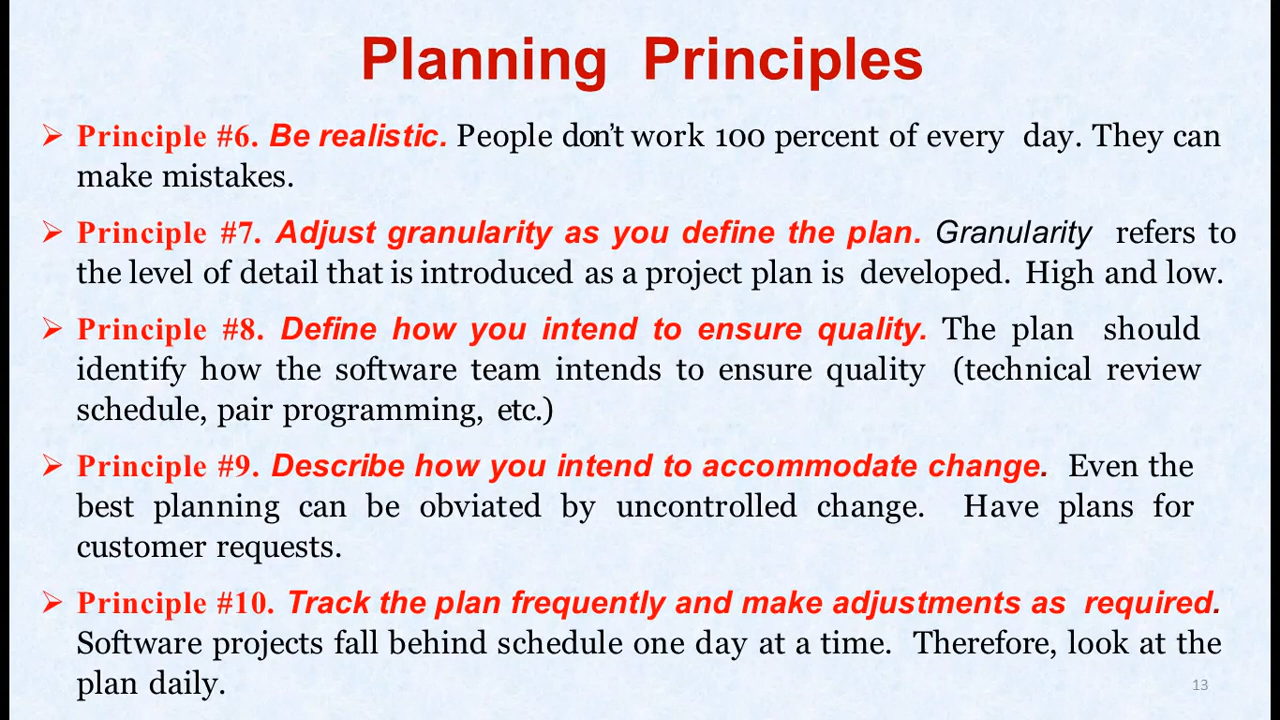 Planning Principles
➢ Principle #6. Be realistic. People don't work 100 percent of every day. They can
make mistakes.
➢ Principle #7. Adjust granularity as you define the plan. Granularity refers to
the level of detail that is introduced as a project plan is developed. High and low.
➢ Principle #8. Define how you intend to ensure quality. The plan should
identify how the software team intends to ensure quality (technical review
schedule, pair programming, etc.)
➢ Principle #9. Describe how you intend to accommodate change. Even the
best planning can be obviated by uncontrolled change. Have plans for
customer requests.
➢ Principle #10. Track the plan frequently and make adjustments as required.
Software projects fall behind schedule one day at a time. Therefore, look at the
plan daily.
13